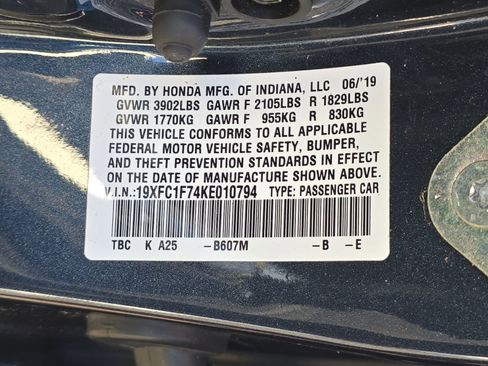 MFD. BY HONDA MFG. OF INDIANA, LLC 06/'19
GVWR 3902LBS GAWR F 2105LBS R 1829LBS
GVWR 1770KG GAWR F 955KG R 830KG
THIS VEHICLE CONFORMS TO ALL APPLICABLE
FEDERAL MOTOR VEHICLE SAFETY, BUMPER,
AND THEFT PREVENTION STANDARDS IN EFFECT
ON THE DATE OF MANUFACTURE SHOWN ABOVE.
V.I.N.:19XFC1F74KE010794 TYPE: PASSENGER CAR
TBC K A25 -B607M -B -E